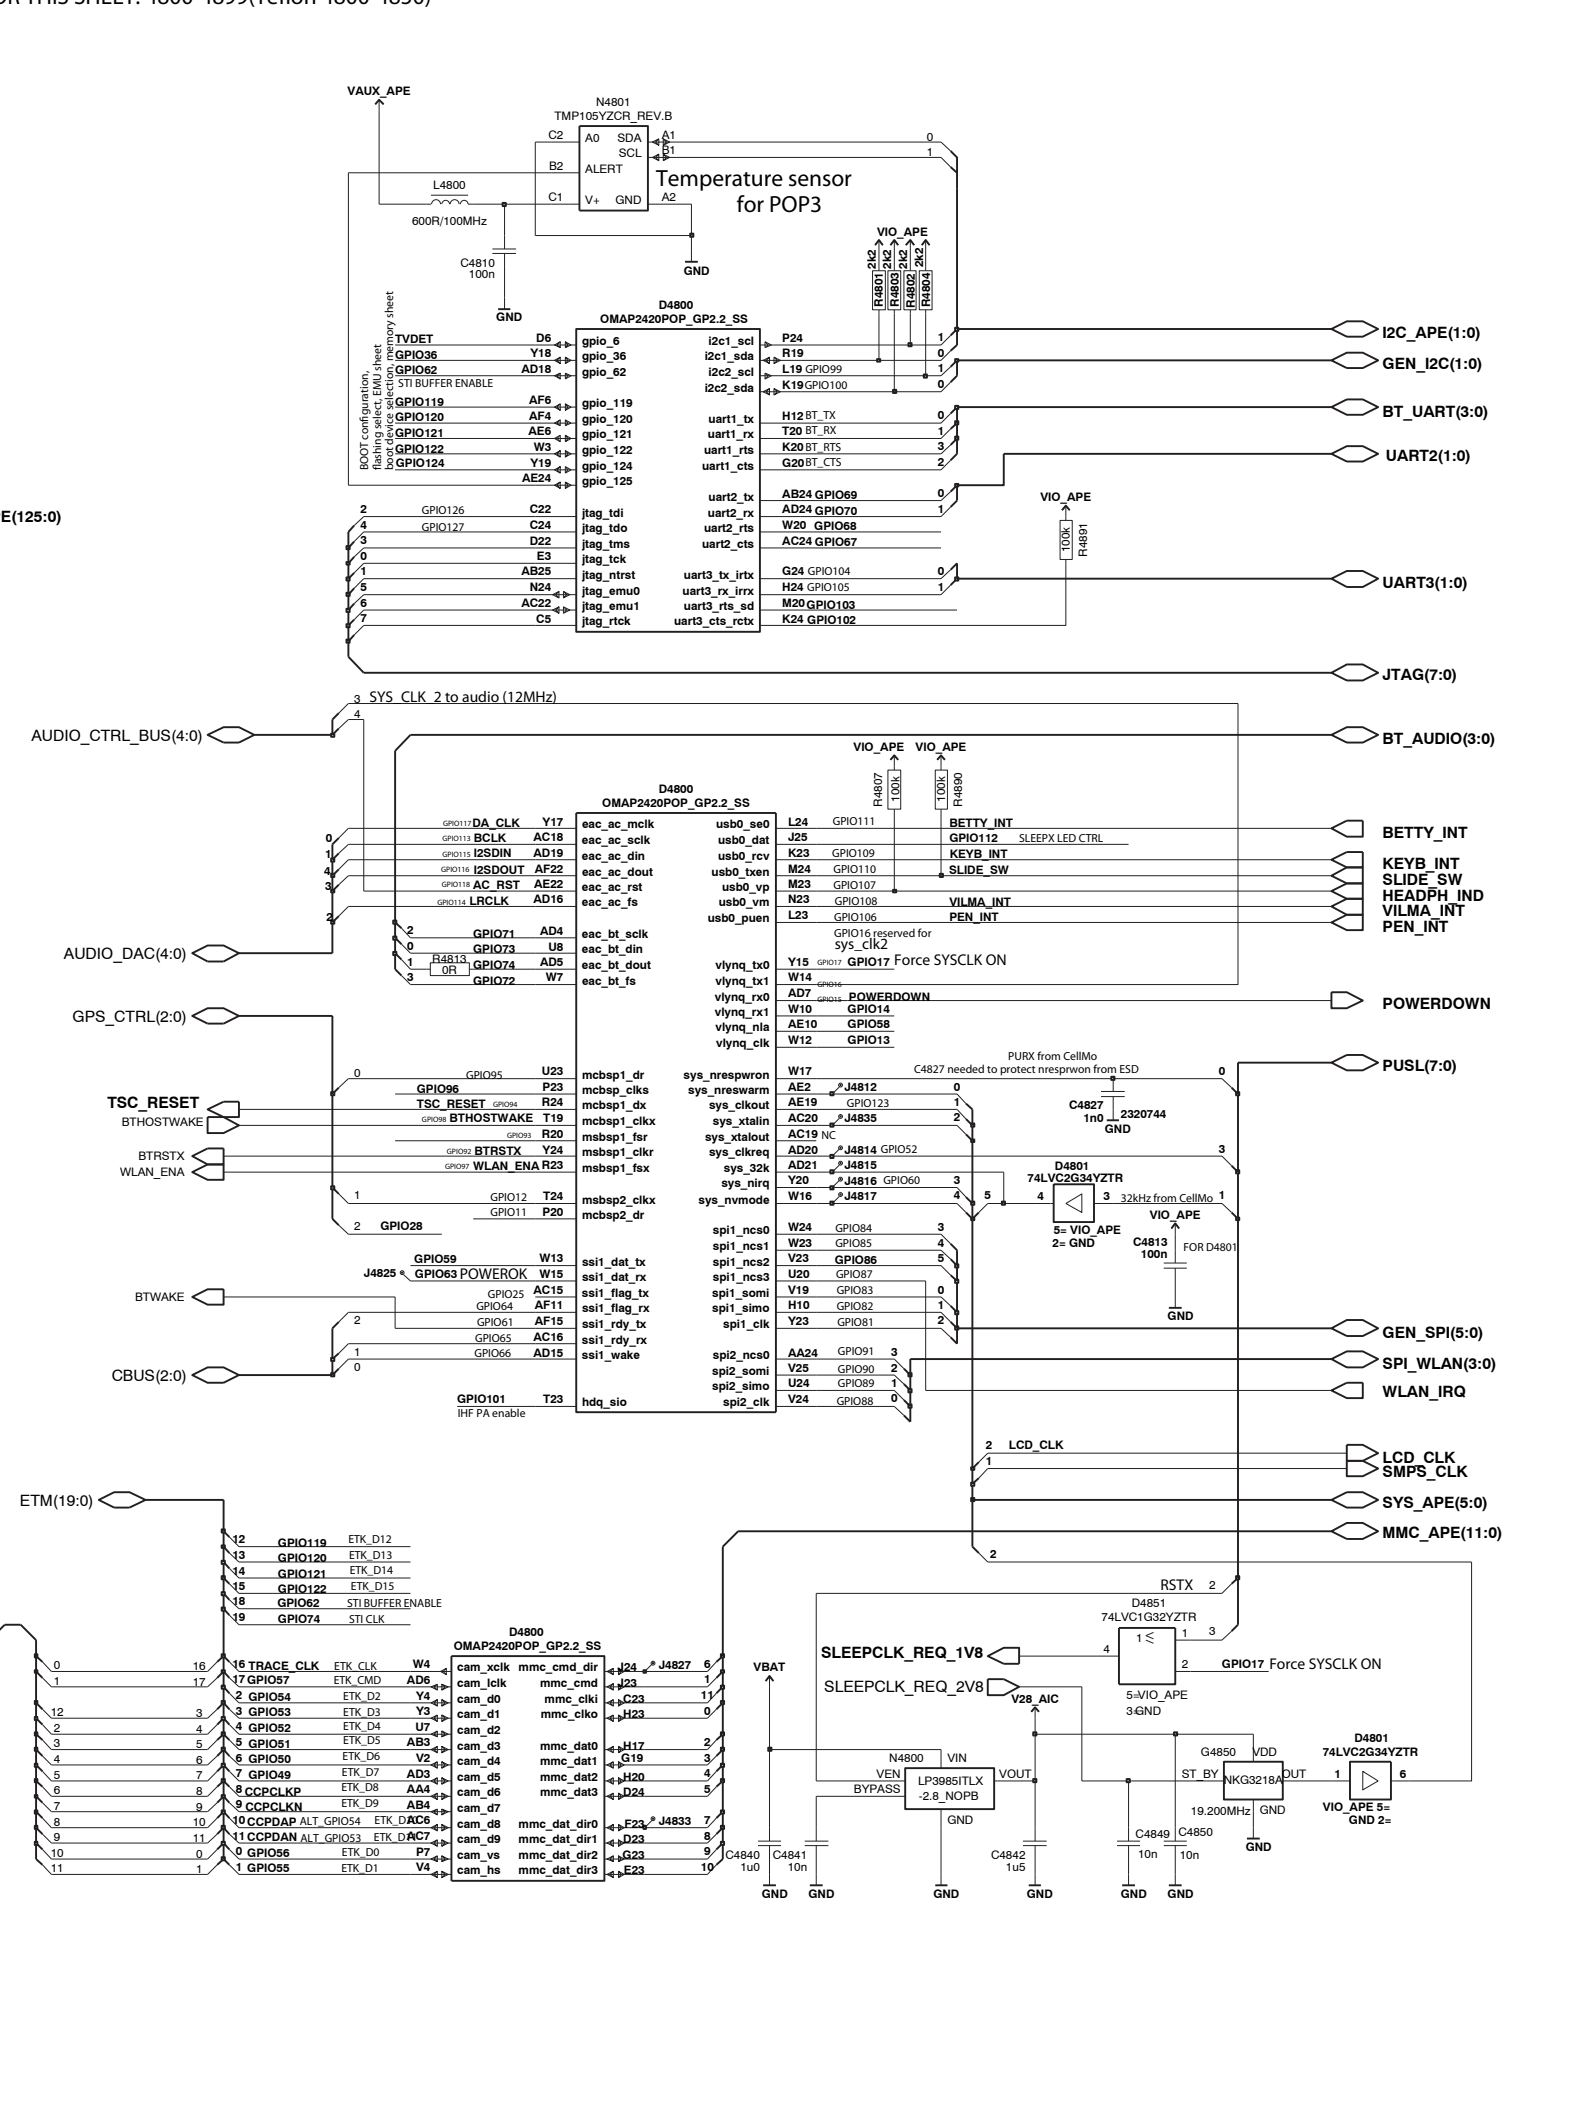 VAUX_APE
N4801
TMP105YZCR_REV.B
C2 A0 SDA A1 0
SCL B1 1
B2 ALERT
L4800
C1 V+ GND A2
600R/100MHz
Temperature sensor
for POP3
C4810
100n
GND
GND
VIO_APE
2k2 2k2 2k2 2k2
R4801 R4803 R4802 R4804
BOOT configuration,
flashing select, EMU sheet
boot device selection, memory sheet
D4800
OMAP2420POP_GP2.2_SS
TVDET D6 gpio_6 i2c1_scl P24 1
GPIO36 Y18 gpio_36 i2c1_sda R19 0
GPIO62 AD18 gpio_62 i2c2_scl L19 GPIO99 1
STI BUFFER ENABLE i2c2_sda K19 GPIO100 0
GPIO119 AF6 gpio_119
GPIO120 AF4 gpio_120 uart1_tx H12 BT_TX 0
GPIO121 AE6 gpio_121 uart1_rx T20 BT_RX 1
GPIO122 W3 gpio_122 uart1_rts K20 BT_RTS 3
GPIO124 Y19 gpio_124 uart1_cts G20 BT_CTS 2
AE24 gpio_125
uart2_tx AB24 GPIO69 0
2 GPIO126 C22 jtag_tdi uart2_rx AD24 GPIO70 1
4 GPIO127 C24 jtag_tdo uart2_rts W20 GPIO68
3 D22 jtag_tms uart2_cts AC24 GPIO67
0 E3 jtag_tck
1 AB25 jtag_ntrst uart3_tx_irtx G24 GPIO104 0
5 N24 jtag_emu0 uart3_rx_irrx H24 GPIO105 1
6 AC22 jtag_emu1 uart3_rts_sd M20 GPIO103
7 C5 jtag_rtck uart3_cts_rctx K24 GPIO102
VIO_APE
100k
R4891
I2C_APE(1:0)
GEN_I2C(1:0)
BT_UART(3:0)
UART2(1:0)
UART3(1:0)
JTAG(7:0)
E(125:0)
3 SYS_CLK_2 to audio (12MHz)
4
AUDIO_CTRL_BUS(4:0)
BT_AUDIO(3:0)
VIO_APE VIO_APE
R4807 100k 100k R4890
D4800
OMAP2420POP_GP2.2_SS
GPIO117 DA_CLK Y17 eac_ac_mclk usb0_se0 L24 GPIO111 BETTY_INT
0 GPIO113 BCLK AC18 eac_ac_sclk usb0_dat J25 GPIO112 SLEEPX LED CTRL
1 GPIO115 I2SDIN AD19 eac_ac_din usb0_rcv K23 GPIO109 KEYB_INT
4 GPIO116 I2SDOUT AF22 eac_ac_dout usb0_txen M24 GPIO110 SLIDE_SW
3 GPIO118 AC_RST AE22 eac_ac_rst usb0_vp M23 GPIO107
GPIO114 LRCLK AD16 eac_ac_fs usb0_vm N23 GPIO108 VILMA_INT
2 usb0_puen L23 GPIO106 PEN_INT
BETTY_INT
KEYB_INT
SLIDE_SW
HEADPH_IND
VILMA_INT
PEN_INT
2 GPIO71 AD4 eac_bt_sclk GPIO16 reserved for
sys_clk2
0 GPIO73 U8 eac_bt_din
R4813
0R
1 GPIO74 AD5 eac_bt_dout vlynq_tx0 Y15 GPIO17 GPIO17 Force SYSCLK ON
3 GPIO72 W7 eac_bt_fs vlynq_tx1 W14 GPIO16
AUDIO_DAC(4:0)
vlynq_rx0 AD7 GPIO15 POWERDOWN
POWERDOWN
vlynq_rx1 W10 GPIO14
vlynq_nla AE10 GPIO58
vlynq_clk W12 GPIO13
GPS_CTRL(2:0)
PURX from CellMo
C4827 needed to protect nresprwon from ESD
PUSL(7:0)
0 GPIO95 U23 mcbsp1_dr sys_nrespwron W17 0
GPIO96 P23 mcbsp_clks sys_nreswarm AE2 J4812 0
TSC_RESET TSC_RESET GPIO94 R24 mcbsp1_dx sys_clkout AE19 GPIO123 1
BTHOSTWAKE GPIO98 BTHOSTWAKE T19 mcbsp1_clkx sys_xtalin AC20 J4835 2
GPIO93 R20 msbsp1_fsr sys_xtalout AC19 NC
BTRSTX GPIO92 BTRSTX Y24 msbsp1_clkr sys_clkreq AD20 J4814 GPIO52 3
WLAN_ENA GPIO97 WLAN_ENA R23 msbsp1_fsx sys_32k AD21 J4815
sys_nirq Y20 J4816 GPIO60 3
1 GPIO12 T24 msbsp2_clkx sys_nvmode W16 J4817 4 5
GPIO11 P20 mcbsp2_dr
2 GPIO28
C4827
1n0 2320744
GND
D4801
74LVC2G34YZTR
4 3 32kHz from CellMo 1
5= VIO_APE
2= GND
VIO_APE
C4813
100n
FOR D4801
GND
spi1_ncs0 W24 GPIO84 3
spi1_ncs1 W23 GPIO85 4
GPIO59 W13 ssi1_dat_tx spi1_ncs2 V23 GPIO86 5
J4825 GPIO63 POWEROK W15 ssi1_dat_rx spi1_ncs3 U20 GPIO87
GPIO25 AC15 ssi1_flag_tx spi1_somi V19 GPIO83 0
BTWAKE
GPIO64 AF11 ssi1_flag_rx spi1_simo H10 GPIO82 1
2 GPIO61 AF15 ssi1_rdy_tx spi1_clk Y23 GPIO81 2
GPIO65 AC16 ssi1_rdy_rx
1 GPIO66 AD15 ssi1_wake spi2_ncs0 AA24 GPIO91 3
0 spi2_somi V25 GPIO90 2
CBUS(2:0)
spi2_simo U24 GPIO89 1
GPIO101 T23 hdq_sio spi2_clk V24 GPIO88 0
IHF PA enable
GEN_SPI(5:0)
SPI_WLAN(3:0)
WLAN_IRQ
2 LCD_CLK
1
LCD_CLK
SMPS_CLK
SYS_APE(5:0)
MMC_APE(11:0)
2
ETM(19:0)
12 GPIO119 ETK_D12
13 GPIO120 ETK_D13
14 GPIO121 ETK_D14
15 GPIO122 ETK_D15
18 GPIO62 STI BUFFER ENABLE
19 GPIO74 STI CLK
D4800
OMAP2420POP_GP2.2_SS
0 16 16 TRACE_CLK ETK_CLK W4 cam_xclk mmc_cmd_dir J24 J4827 6
1 17 17 GPIO57 ETK_CMD AD6 cam_lclk mmc_cmd J23 1
2 GPIO54 ETK_D2 Y4 cam_d0 mmc_clki C23 11
12 3 3 GPIO53 ETK_D3 Y3 cam_d1 mmc_clko H23 0
2 4 4 GPIO52 ETK_D4 U7 cam_d2
3 5 5 GPIO51 ETK_D5 AB3 cam_d3 mmc_dat0 H17 2
4 6 6 GPIO50 ETK_D6 V2 cam_d4 mmc_dat1 G19 3
5 7 7 GPIO49 ETK_D7 AD3 cam_d5 mmc_dat2 H20 4
6 8 8 CCPCLKP ETK_D8 AA4 cam_d6 mmc_dat3 D24 5
7 9 9 CCPCLKN ETK_D9 AB4 cam_d7
8 10 10 CCPDAP ALT_GPIO54 AC6 cam_d8 mmc_dat_dir0 F23 J4833 7
9 11 11 CCPDAN ALT_GPIO53 AC7 cam_d9 mmc_dat_dir1 D23 8
10 0 0 GPIO56 ETK_D0 P7 cam_vs mmc_dat_dir2 G23 9
11 1 1 GPIO55 ETK_D1 V4 cam_hs mmc_dat_dir3 E23 10
RSTX 2
D4851
74LVC1G32YZTR
1 ≤ 1 3
SLEEPCLK_REQ_1V8 4
2 GPIO17 Force SYSCLK ON
SLEEPCLK_REQ_2V8
5=VIO_APE
3=GND
VBAT
V28_AIC
N4800 VIN
VEN LP3985ITLX VOUT
BYPASS -2.8_NOPB
GND
G4850 VDD
ST_BY NKG3218A OUT
19.200MHz GND
GND
D4801
74LVC2G34YZTR
1 6
VIO_APE 5=
GND 2=
C4840
1u0
C4841
10n
C4842
1u5
C4849
10n
C4850
10n
GND GND GND GND GND GND